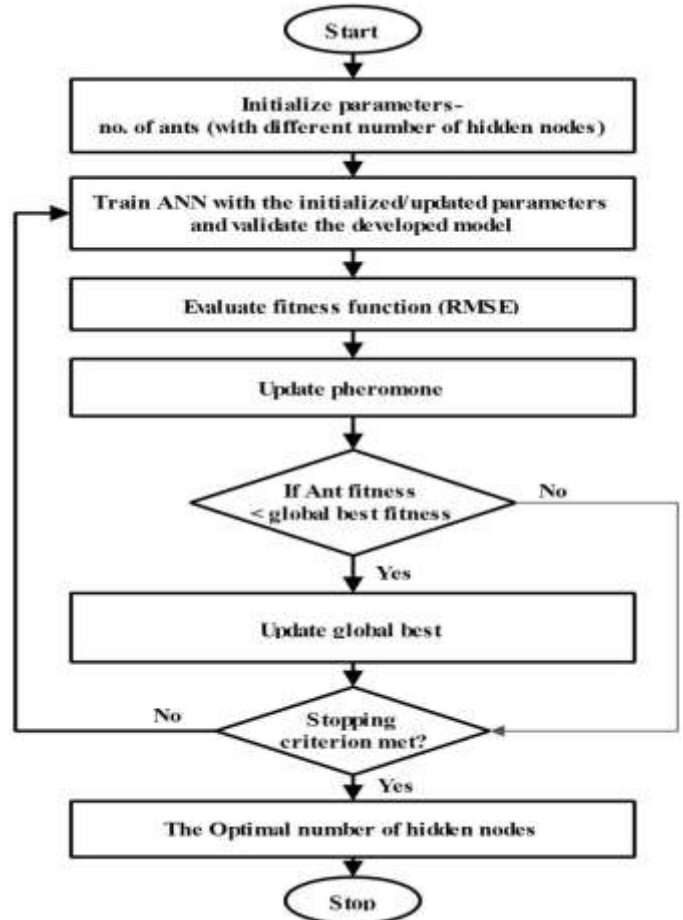 Start
Initialize parameters-
no. of ants (with different number of hidden nodes)
Train ANN with the initialized/updated parameters
and validate the developed model
Evaluate fitness function (RMSE)
Update pheromone
If Ant fitness
< global best fitness
No
Yes
Update global best
No
Stopping
criterion met?
Yes
The Optimal number of hidden nodes
Stop